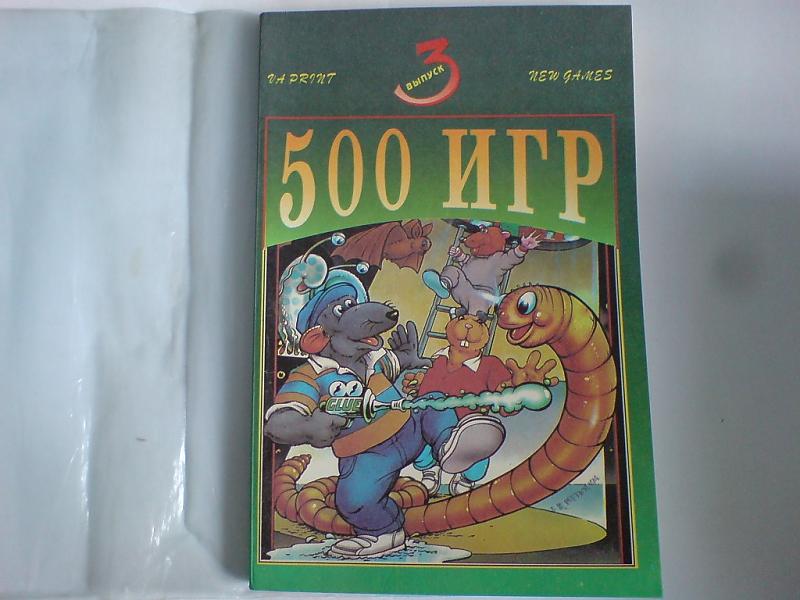 3
ВЫПУСК
VA PRINT
NEW GAMES
500 ИГР
GLUE